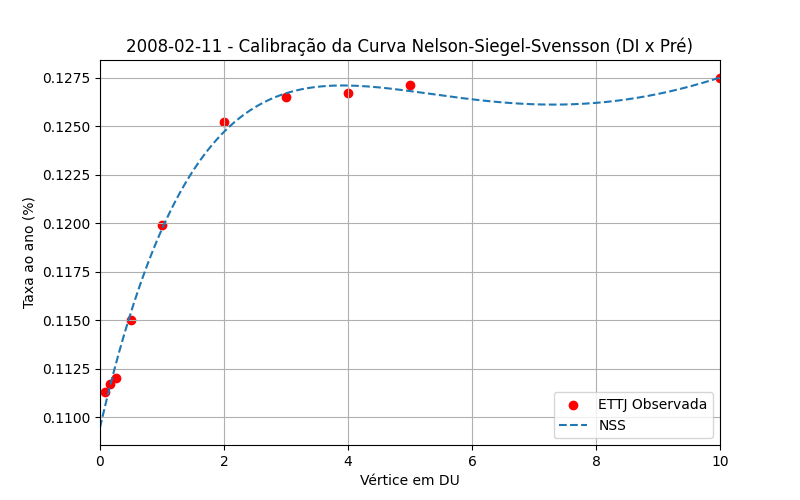 2008-02-11 - Calibração da Curva Nelson-Siegel-Svensson (DI x Pré)
Taxa ao ano (%)
0.1275
0.1250
0.1225
0.1200
0.1175
0.1150
0.1125
0.1100
ETTJ Observada
NSS
0 2 4 6 8 10
Vértice em DU